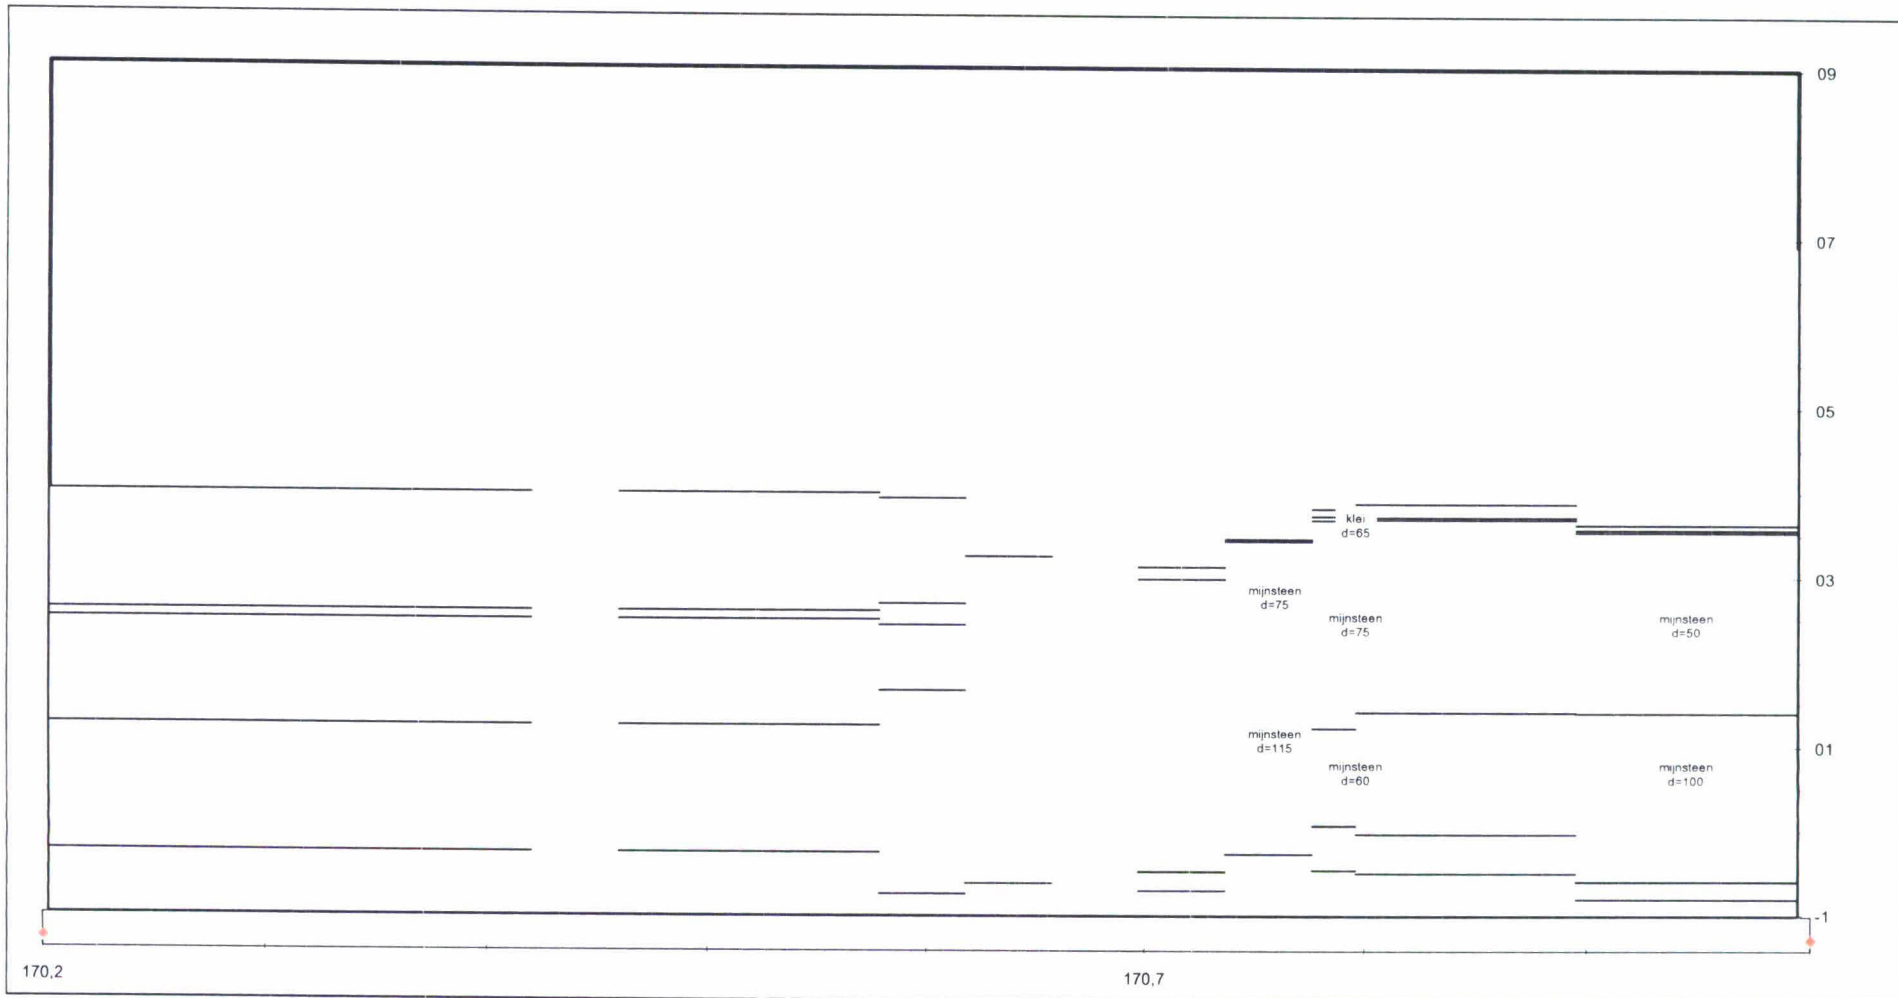 09
07
05
klei
d=65
03
mijnsteen
d=75
mijnsteen
d=75
mijnsteen
d=50
mijnsteen
d=115
01
mijnsteen
d=60
mijnsteen
d=100
-1
170,2
170,7